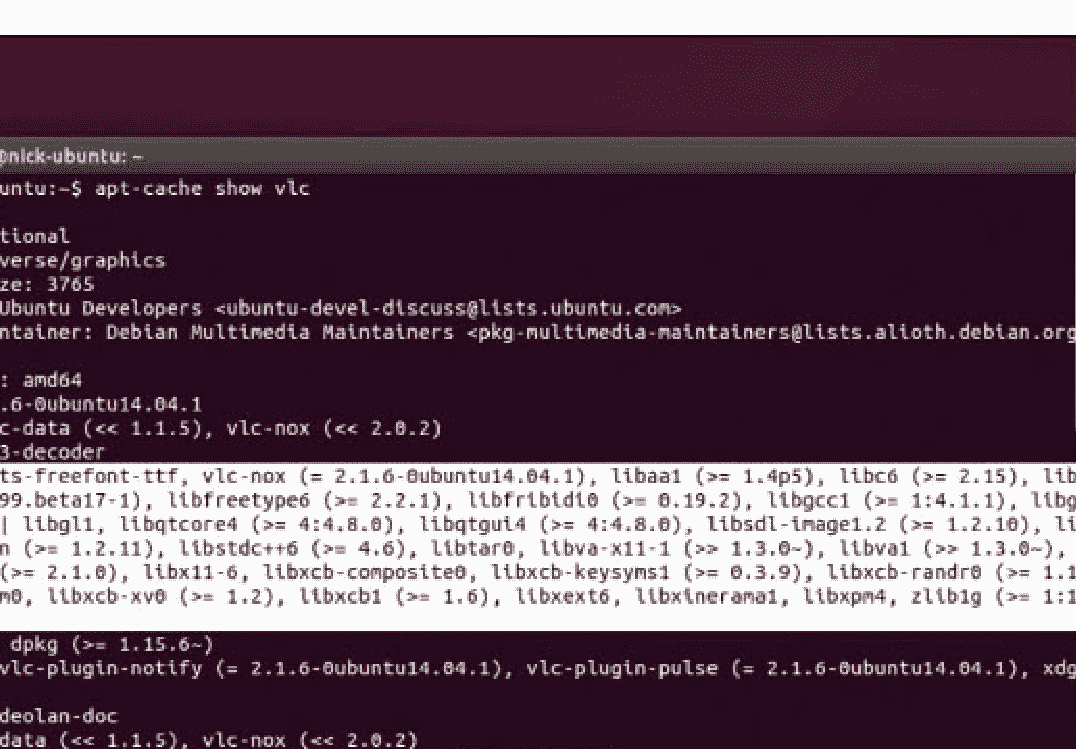 @nick-ubuntu: ~
untu:~$ apt-cache show vlc
tional
verse/graphics
ze: 3765
Ubuntu Developers <ubuntu-devel-discuss@lists.ubuntu.com>
ntainer: Debian Multimedia Maintainers <pkg-multimedia-maintainers@lists.alioth.debian.org
: amd64
.6-0ubuntu14.04.1
c-data (<< 1.1.5), vlc-nox (<< 2.0.2)
3-decoder
ts-freefont-ttf, vlc-nox (= 2.1.6-0ubuntu14.04.1), libaa1 (>= 1.4p5), libc6 (>= 2.15), lib
99.beta17-1), libfreetype6 (>= 2.2.1), libfribidi0 (>= 0.19.2), libgcc1 (>= 1:4.1.1), libg
| libgl1, libqtcore4 (>= 4:4.8.0), libqtgui4 (>= 4:4.8.0), libsdl-image1.2 (>= 1.2.10), li
n (>= 1.2.11), libstdc++6 (>= 4.6), libtar0, libva-x11-1 (>> 1.3.0~), libva1 (>> 1.3.0~),
(>= 2.1.0), libx11-6, libxcb-composite0, libxcb-keysyms1 (>= 0.3.9), libxcb-randr0 (>= 1.1
m0, libxcb-xv0 (>= 1.2), libxcb1 (>= 1.6), libxext6, libxinerama1, libxpm4, zlib1g (>= 1:1
dpkg (>= 1.15.6~)
vlc-plugin-notify (= 2.1.6-0ubuntu14.04.1), vlc-plugin-pulse (= 2.1.6-0ubuntu14.04.1), xdg
deolan-doc
data (<< 1.1.5), vlc-nox (<< 2.0.2)